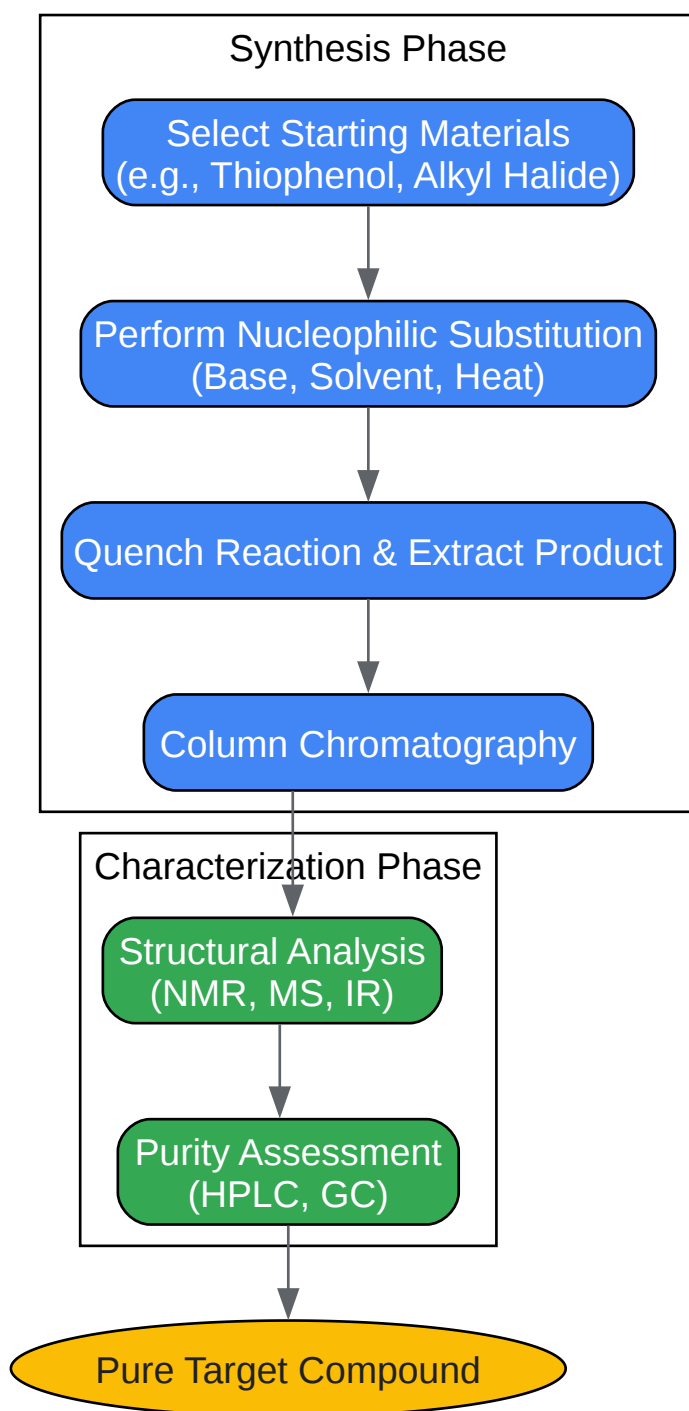 Synthesis Phase
Select Starting Materials
(e.g., Thiophenol, Alkyl Halide)
Perform Nucleophilic Substitution
(Base, Solvent, Heat)
Quench Reaction & Extract Product
Column Chromatography
Characterization Phase
Structural Analysis
(NMR, MS, IR)
Purity Assessment
(HPLC, GC)
Pure Target Compound